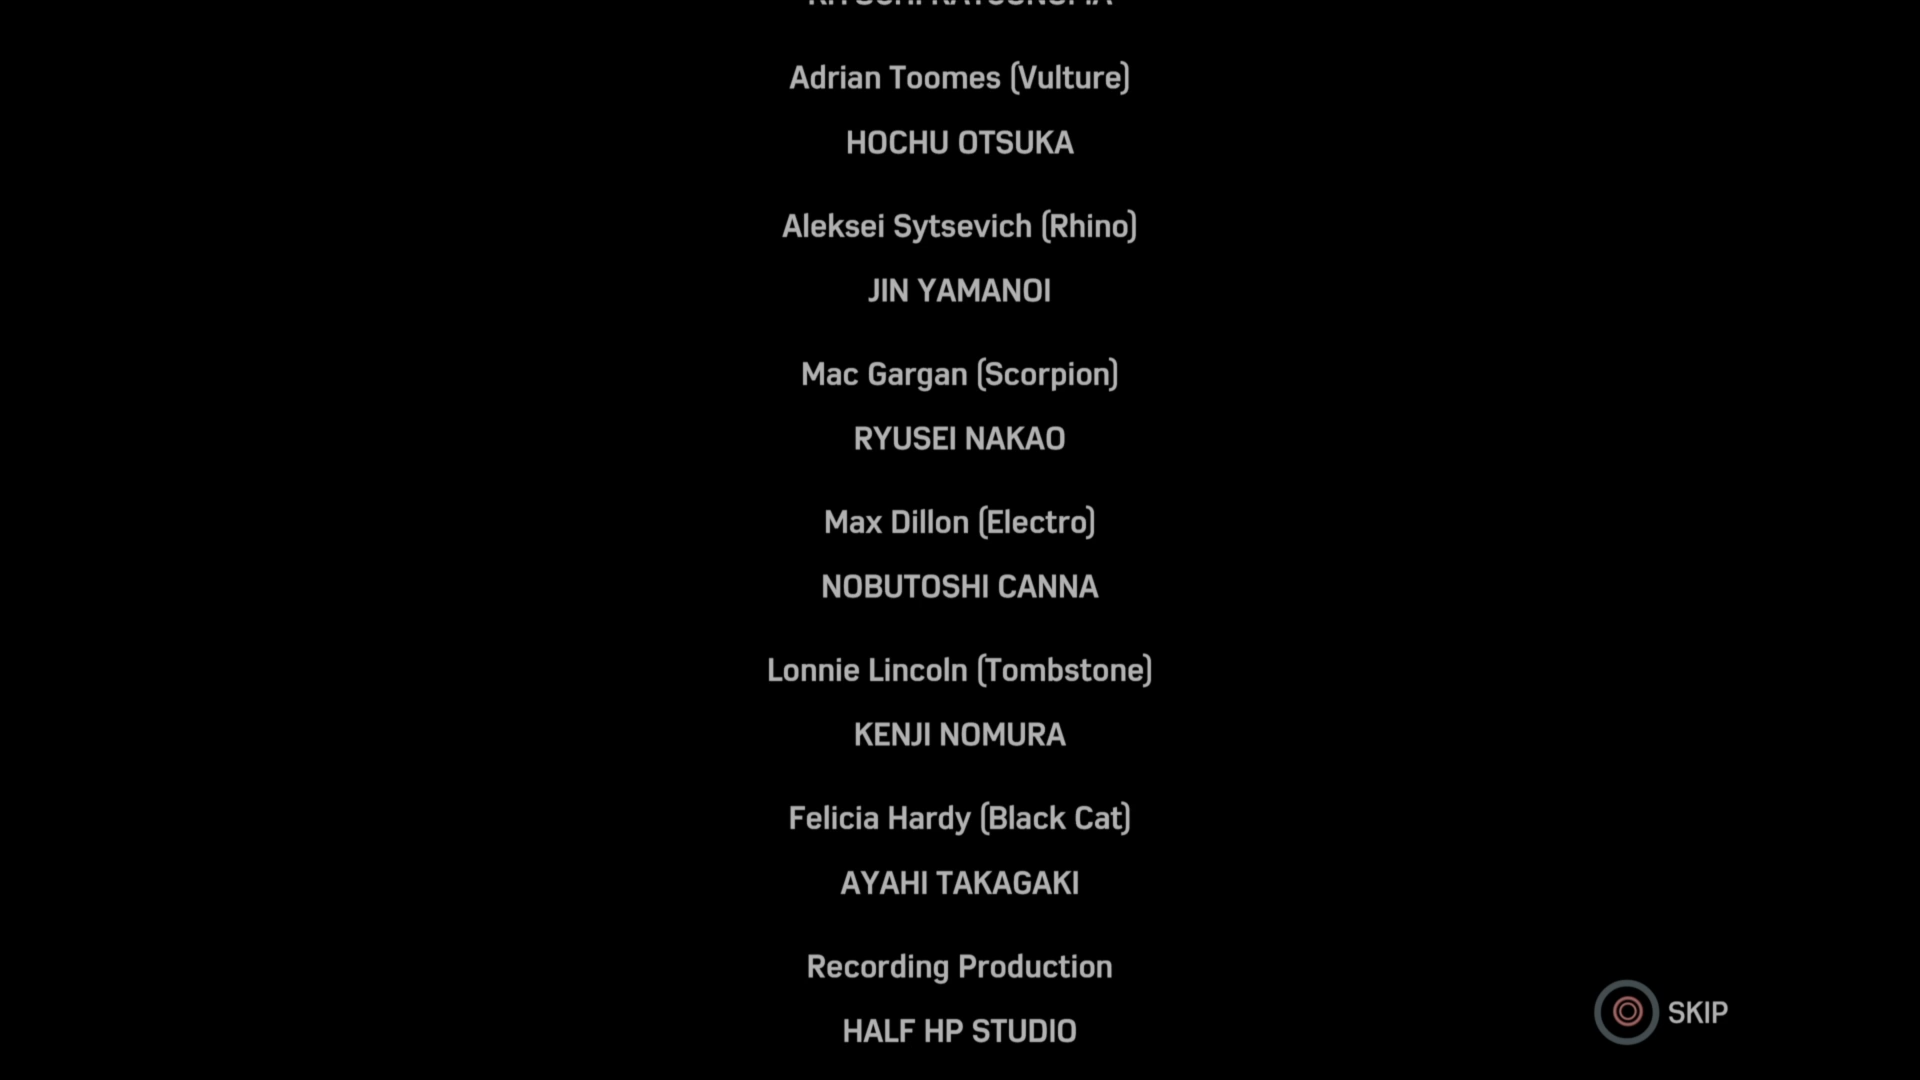 Adrian Toomes (Vulture)
HOCHU OTSUKA
Aleksei Sytsevich (Rhino)
JIN YAMANOI
Mac Gargan (Scorpion)
RYUSEI NAKAO
Max Dillon (Electro)
NOBUTOSHI CANNA
Lonnie Lincoln (Tombstone)
KENJI NOMURA
Felicia Hardy (Black Cat)
AYAHI TAKAGAKI
Recording Production
HALF HP STUDIO
SKIP